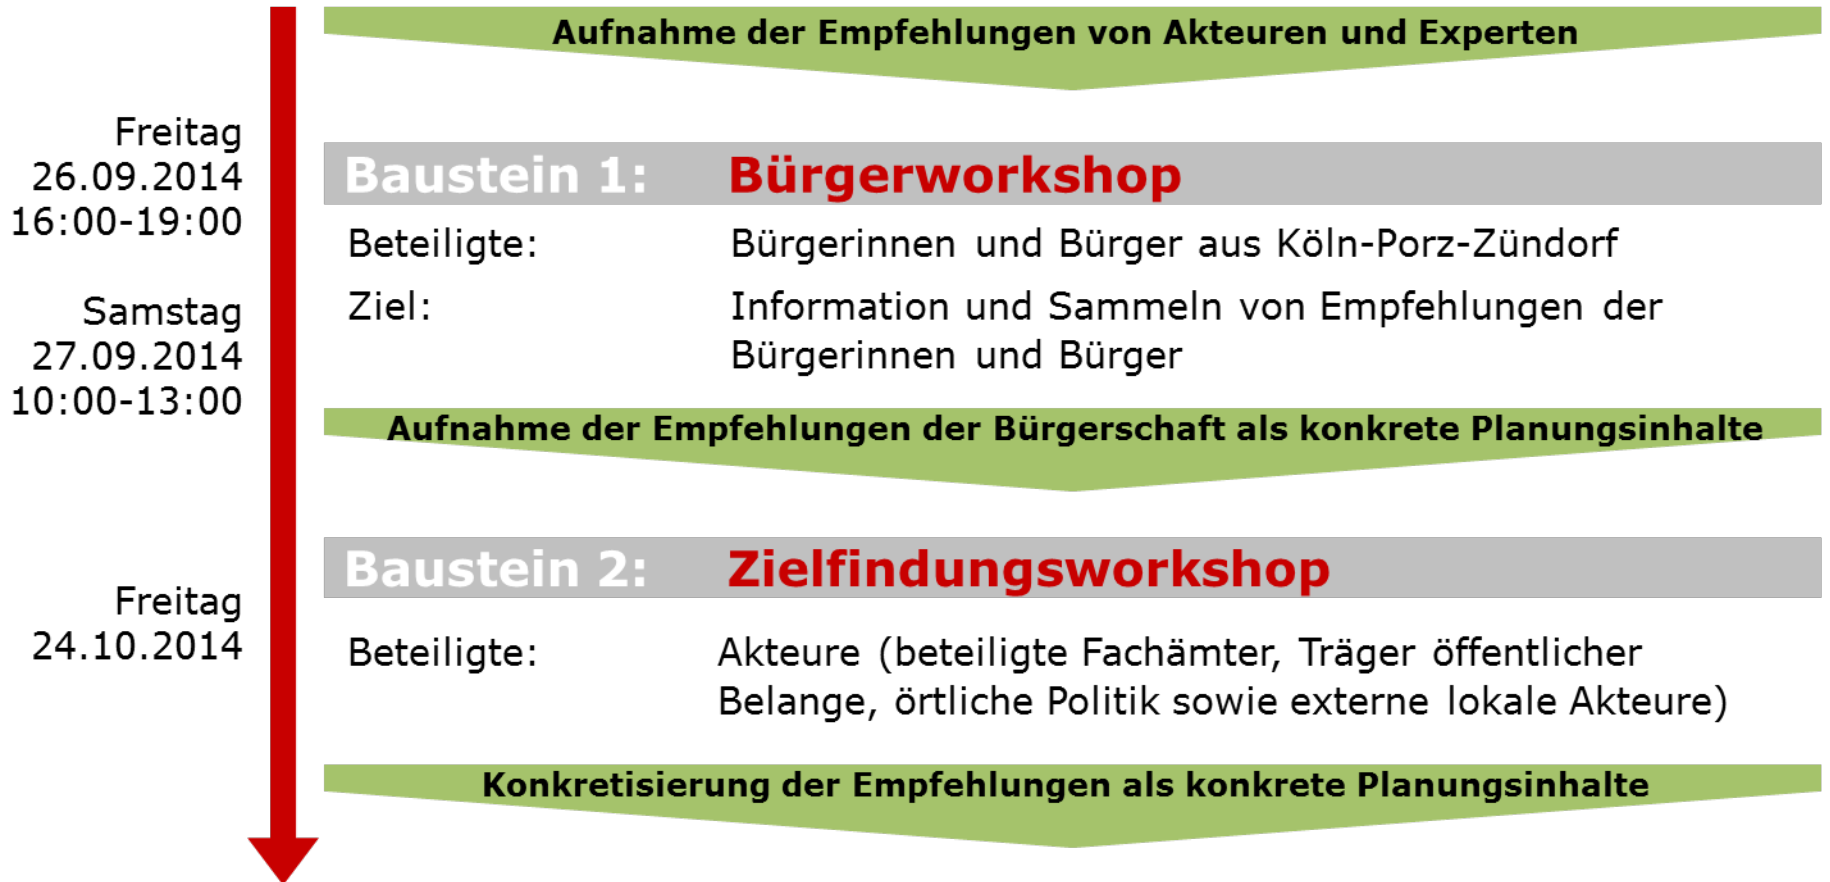 Aufnahme der Empfehlungen von Akteuren und Experten
Freitag
26.09.2014
16:00-19:00
Samstag
27.09.2014
10:00-13:00
Baustein 1: Bürgerworkshop
Beteiligte: Bürgerinnen und Bürger aus Köln-Porz-Zündorf
Ziel: Information und Sammeln von Empfehlungen der
Bürgerinnen und Bürger
Aufnahme der Empfehlungen der Bürgerschaft als konkrete Planungsinhalte
Freitag
24.10.2014
Baustein 2: Zielfindungsworkshop
Beteiligte: Akteure (beteiligte Fachämter, Träger öffentlicher
Belange, örtliche Politik sowie externe lokale Akteure)
Konkretisierung der Empfehlungen als konkrete Planungsinhalte